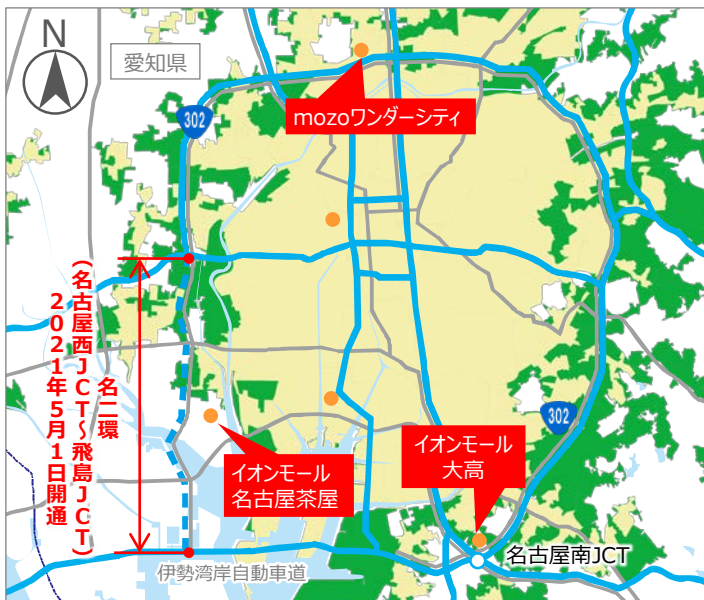 N
愛知県
302
mozoワンダーシティ
名二環
(名古屋西JCT～飛島JCT)
2021年5月1日開通
302
イオンモール
大高
イオンモール
名古屋茶屋
名古屋南JCT
伊勢湾岸自動車道